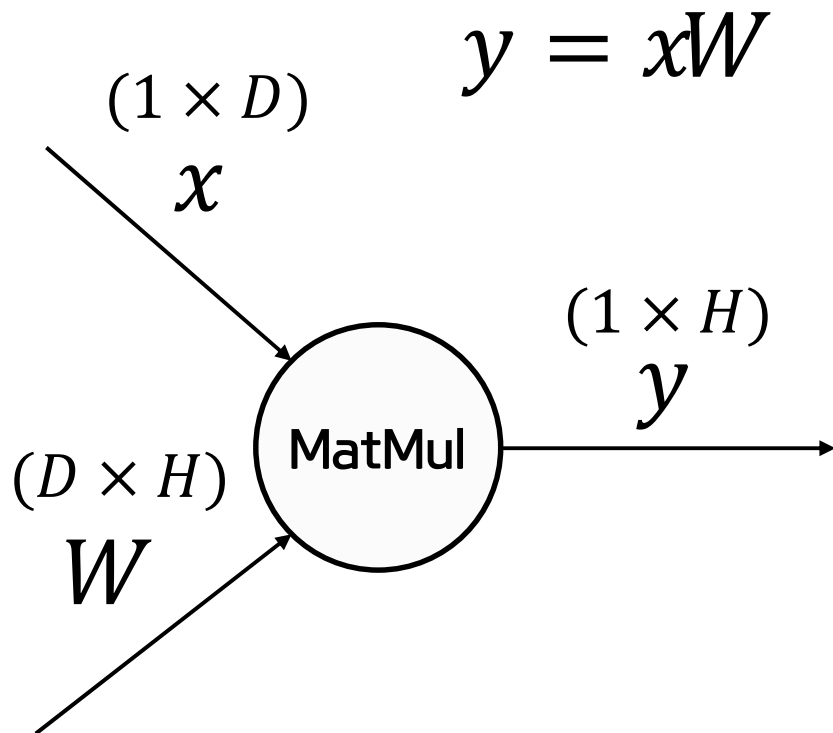 y = xW
(1 × D)
x
(1 × H)
y
MatMul
(D × H)
W